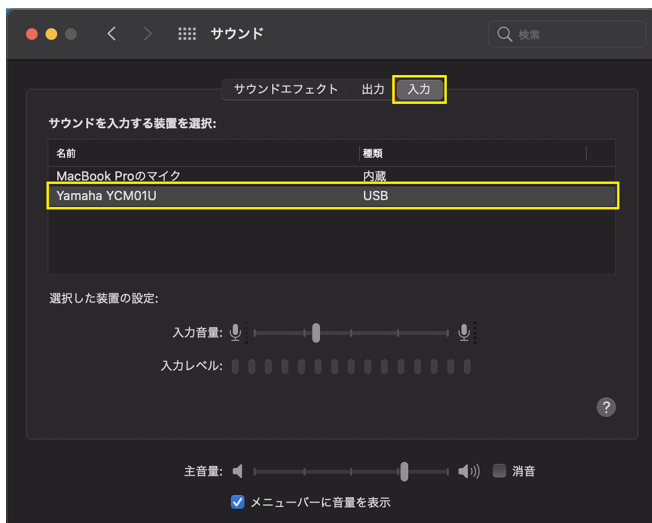 サウンド
検索
サウンドエフェクト 出力 入力
サウンドを入力する装置を選択:
名前 種類
MacBook Proのマイク 内蔵
Yamaha YCM01U USB
選択した装置の設定:
入力音量:
入力レベル:
?
主音量: 消音
メニューバーに音量を表示